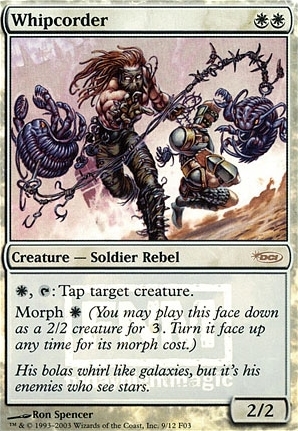 Whipcorder
Creature — Soldier Rebel
DCI
, : Tap target creature.
Morph (You may play this face down
as a 2/2 creature for 3. Turn it face up
any time for its morph cost.)
His bolas whirl like galaxies, but it's his
enemies who see stars.
Ron Spencer
2/2
™ & © 1993–2003 Wizards of the Coast, Inc. 9/12 F03